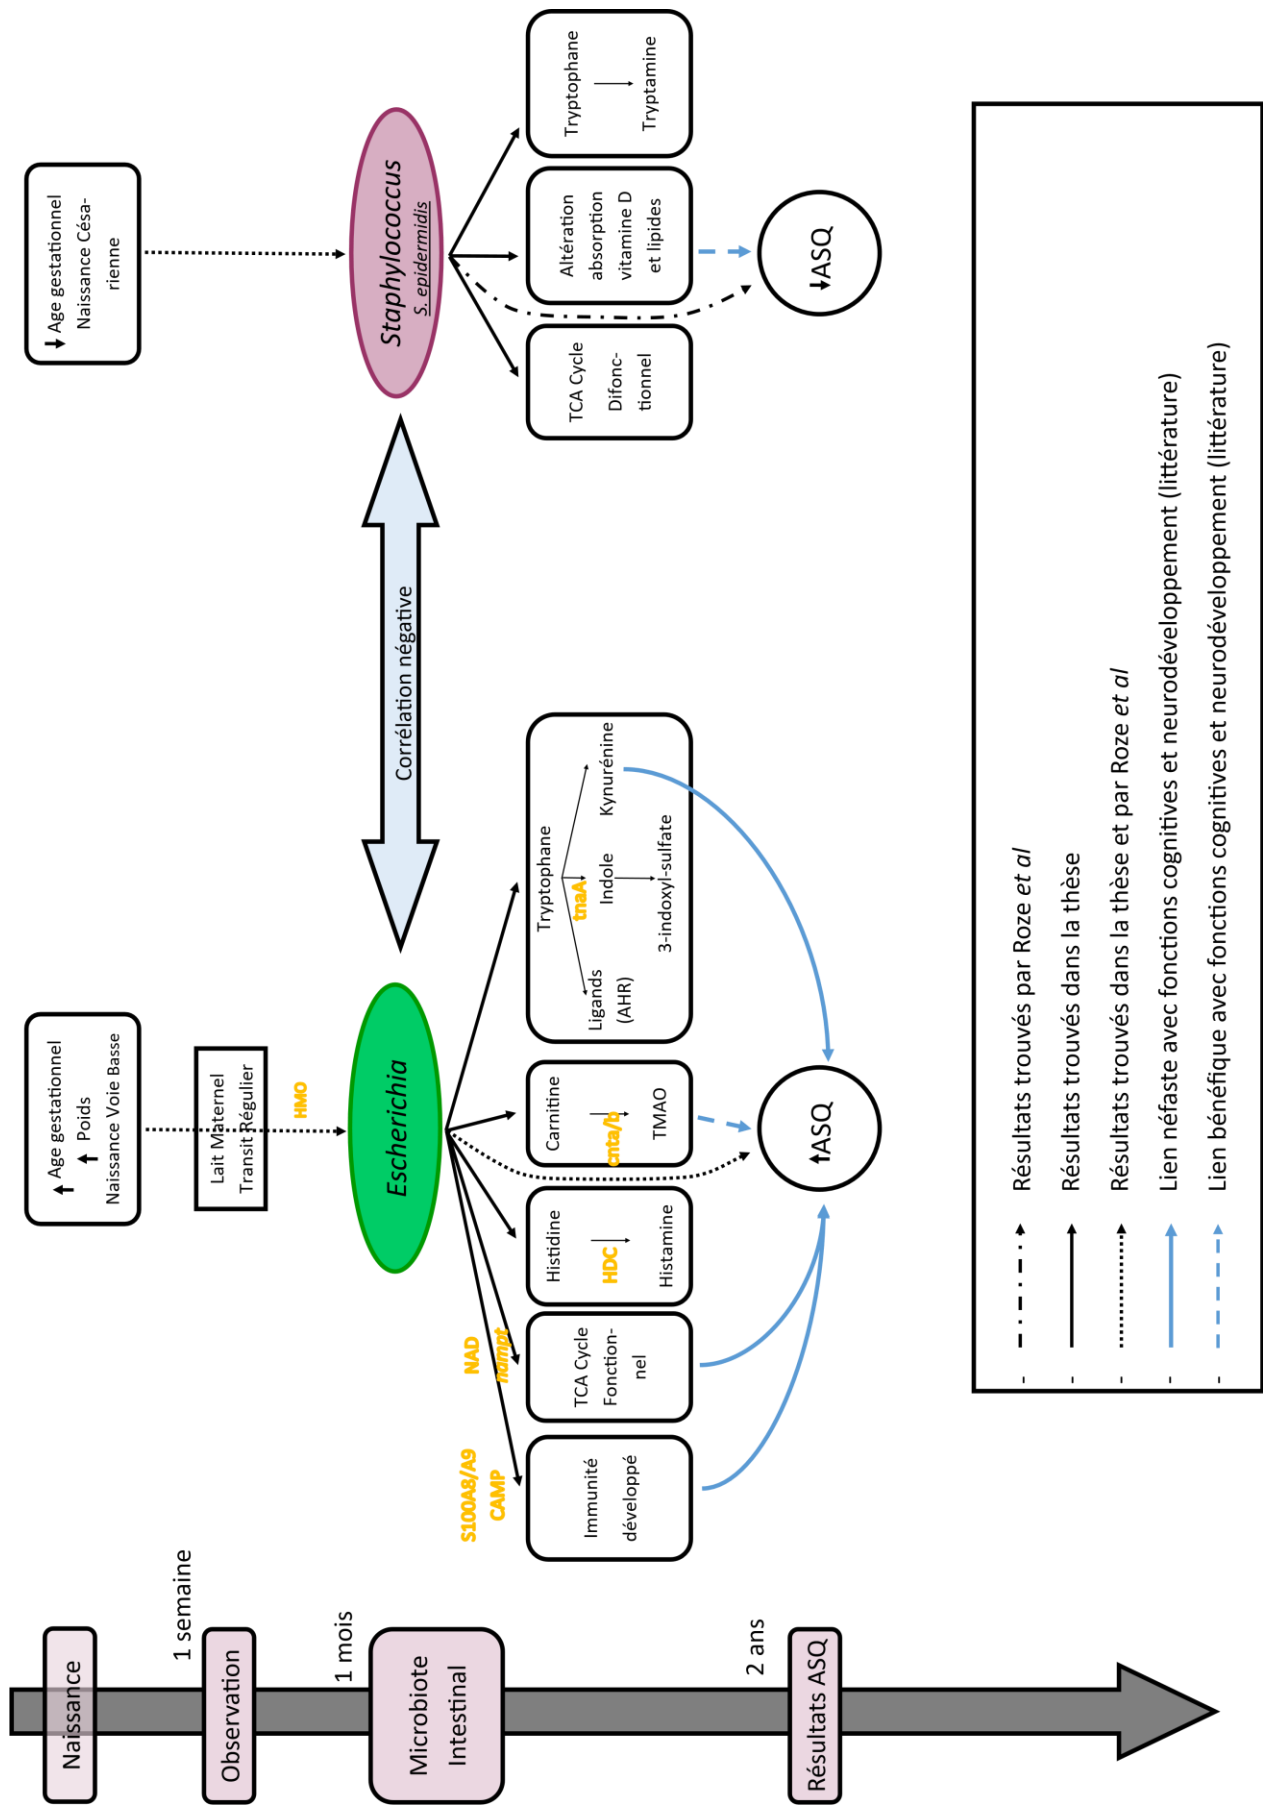 Naissance
1 semaine
Observation
1 mois
Microbiote
Intestinal
2 ans
Résultats ASQ
🠅 Age gestationnel
🠅 Poids
Naissance Voie Basse
Lait Maternel
Transit Régulier
HMO
Escherichia
S100A8/A9
CAMP
NAD
nampt
Immunité
développé
TCA Cycle
Fonction-
nel
Histidine
HDC
Histamine
Carnitine
cnta/b
TMAO
Tryptophane
tnaA
Ligands
(AHR)
Indole
Kynurénine
3-indoxyl-sulfate
🠅ASQ
Corrélation négative
🠇 Age gestationnel
Naissance Césa-
rienne
Staphylococcus
S. epidermidis
TCA Cycle
Difonc-
tionnel
Altération
absorption
vitamine D
et lipides
Tryptophane
Tryptamine
🠇ASQ
- Résultats trouvés par Roze et al
- Résultats trouvés dans la thèse
- Résultats trouvés dans la thèse et par Roze et al
- Lien néfaste avec fonctions cognitives et neurodéveloppement (littérature)
- Lien bénéfique avec fonctions cognitives et neurodéveloppement (littérature)